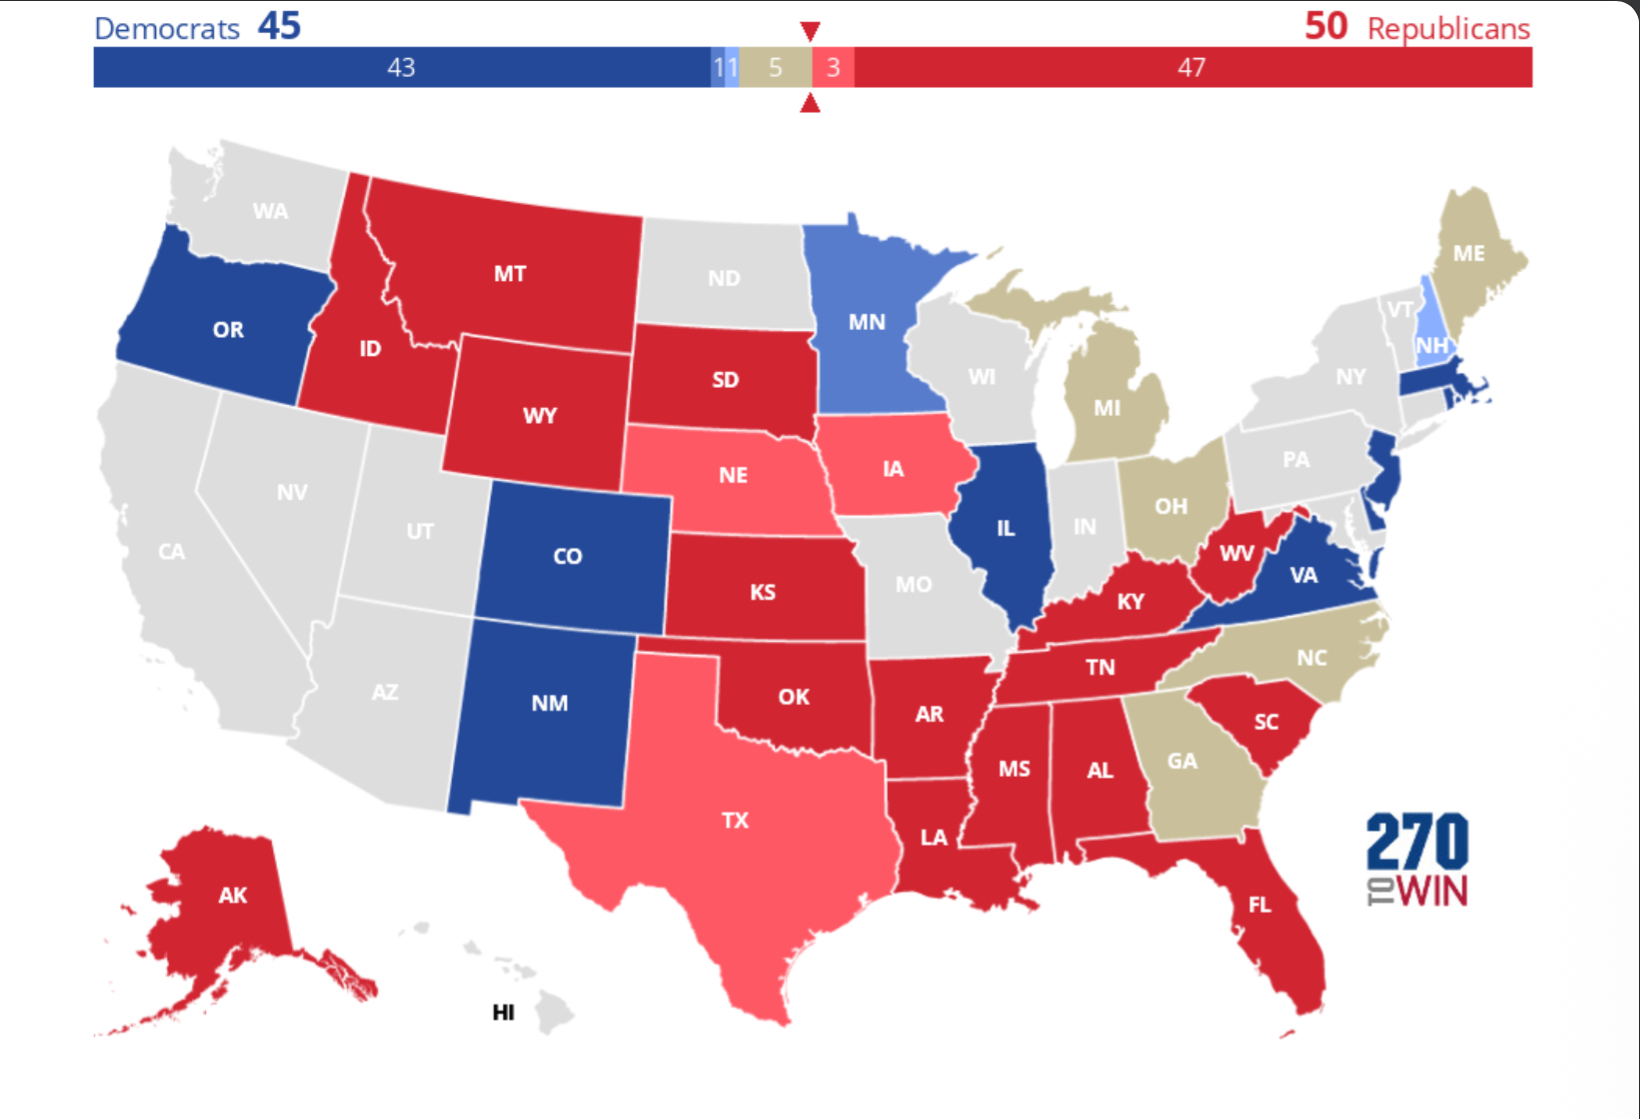 Democrats 45
50 Republicans
43 1 1 5 3 47
WA
MT
ND
MN
ME
VT
NH
OR
ID
SD
WI
NY
MI
WY
NE
IA
PA
NV
UT
CO
IL
IN
OH
WV
VA
CA
KS
MO
KY
NC
AZ
NM
OK
AR
TN
SC
MS
AL
GA
TX
LA
FL
AK
HI
270
TO WIN